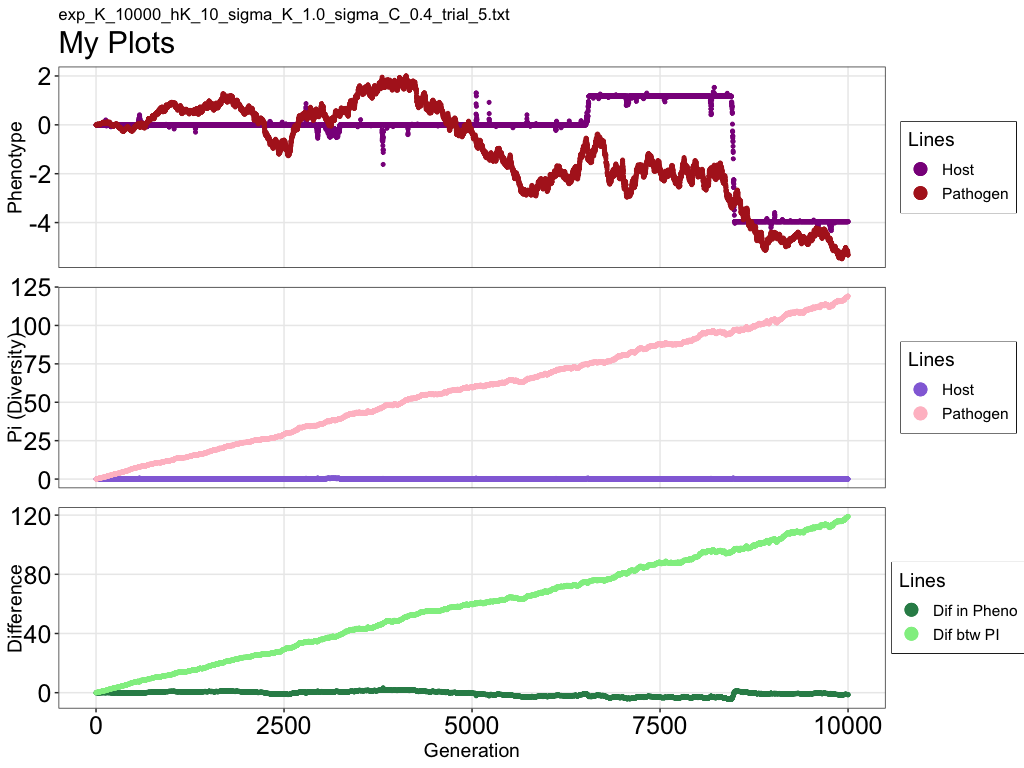 exp_K_10000_hK_10_sigma_K_1.0_sigma_C_0.4_trial_5.txt
My Plots
Phenotype
2
0
-2
-4
Lines
Host
Pathogen
Pi (Diversity)
125
100
75
50
25
0
Lines
Host
Pathogen
Difference
120
80
40
0
Lines
Dif in Pheno
Dif btw PI
0 2500 5000 7500 10000
Generation